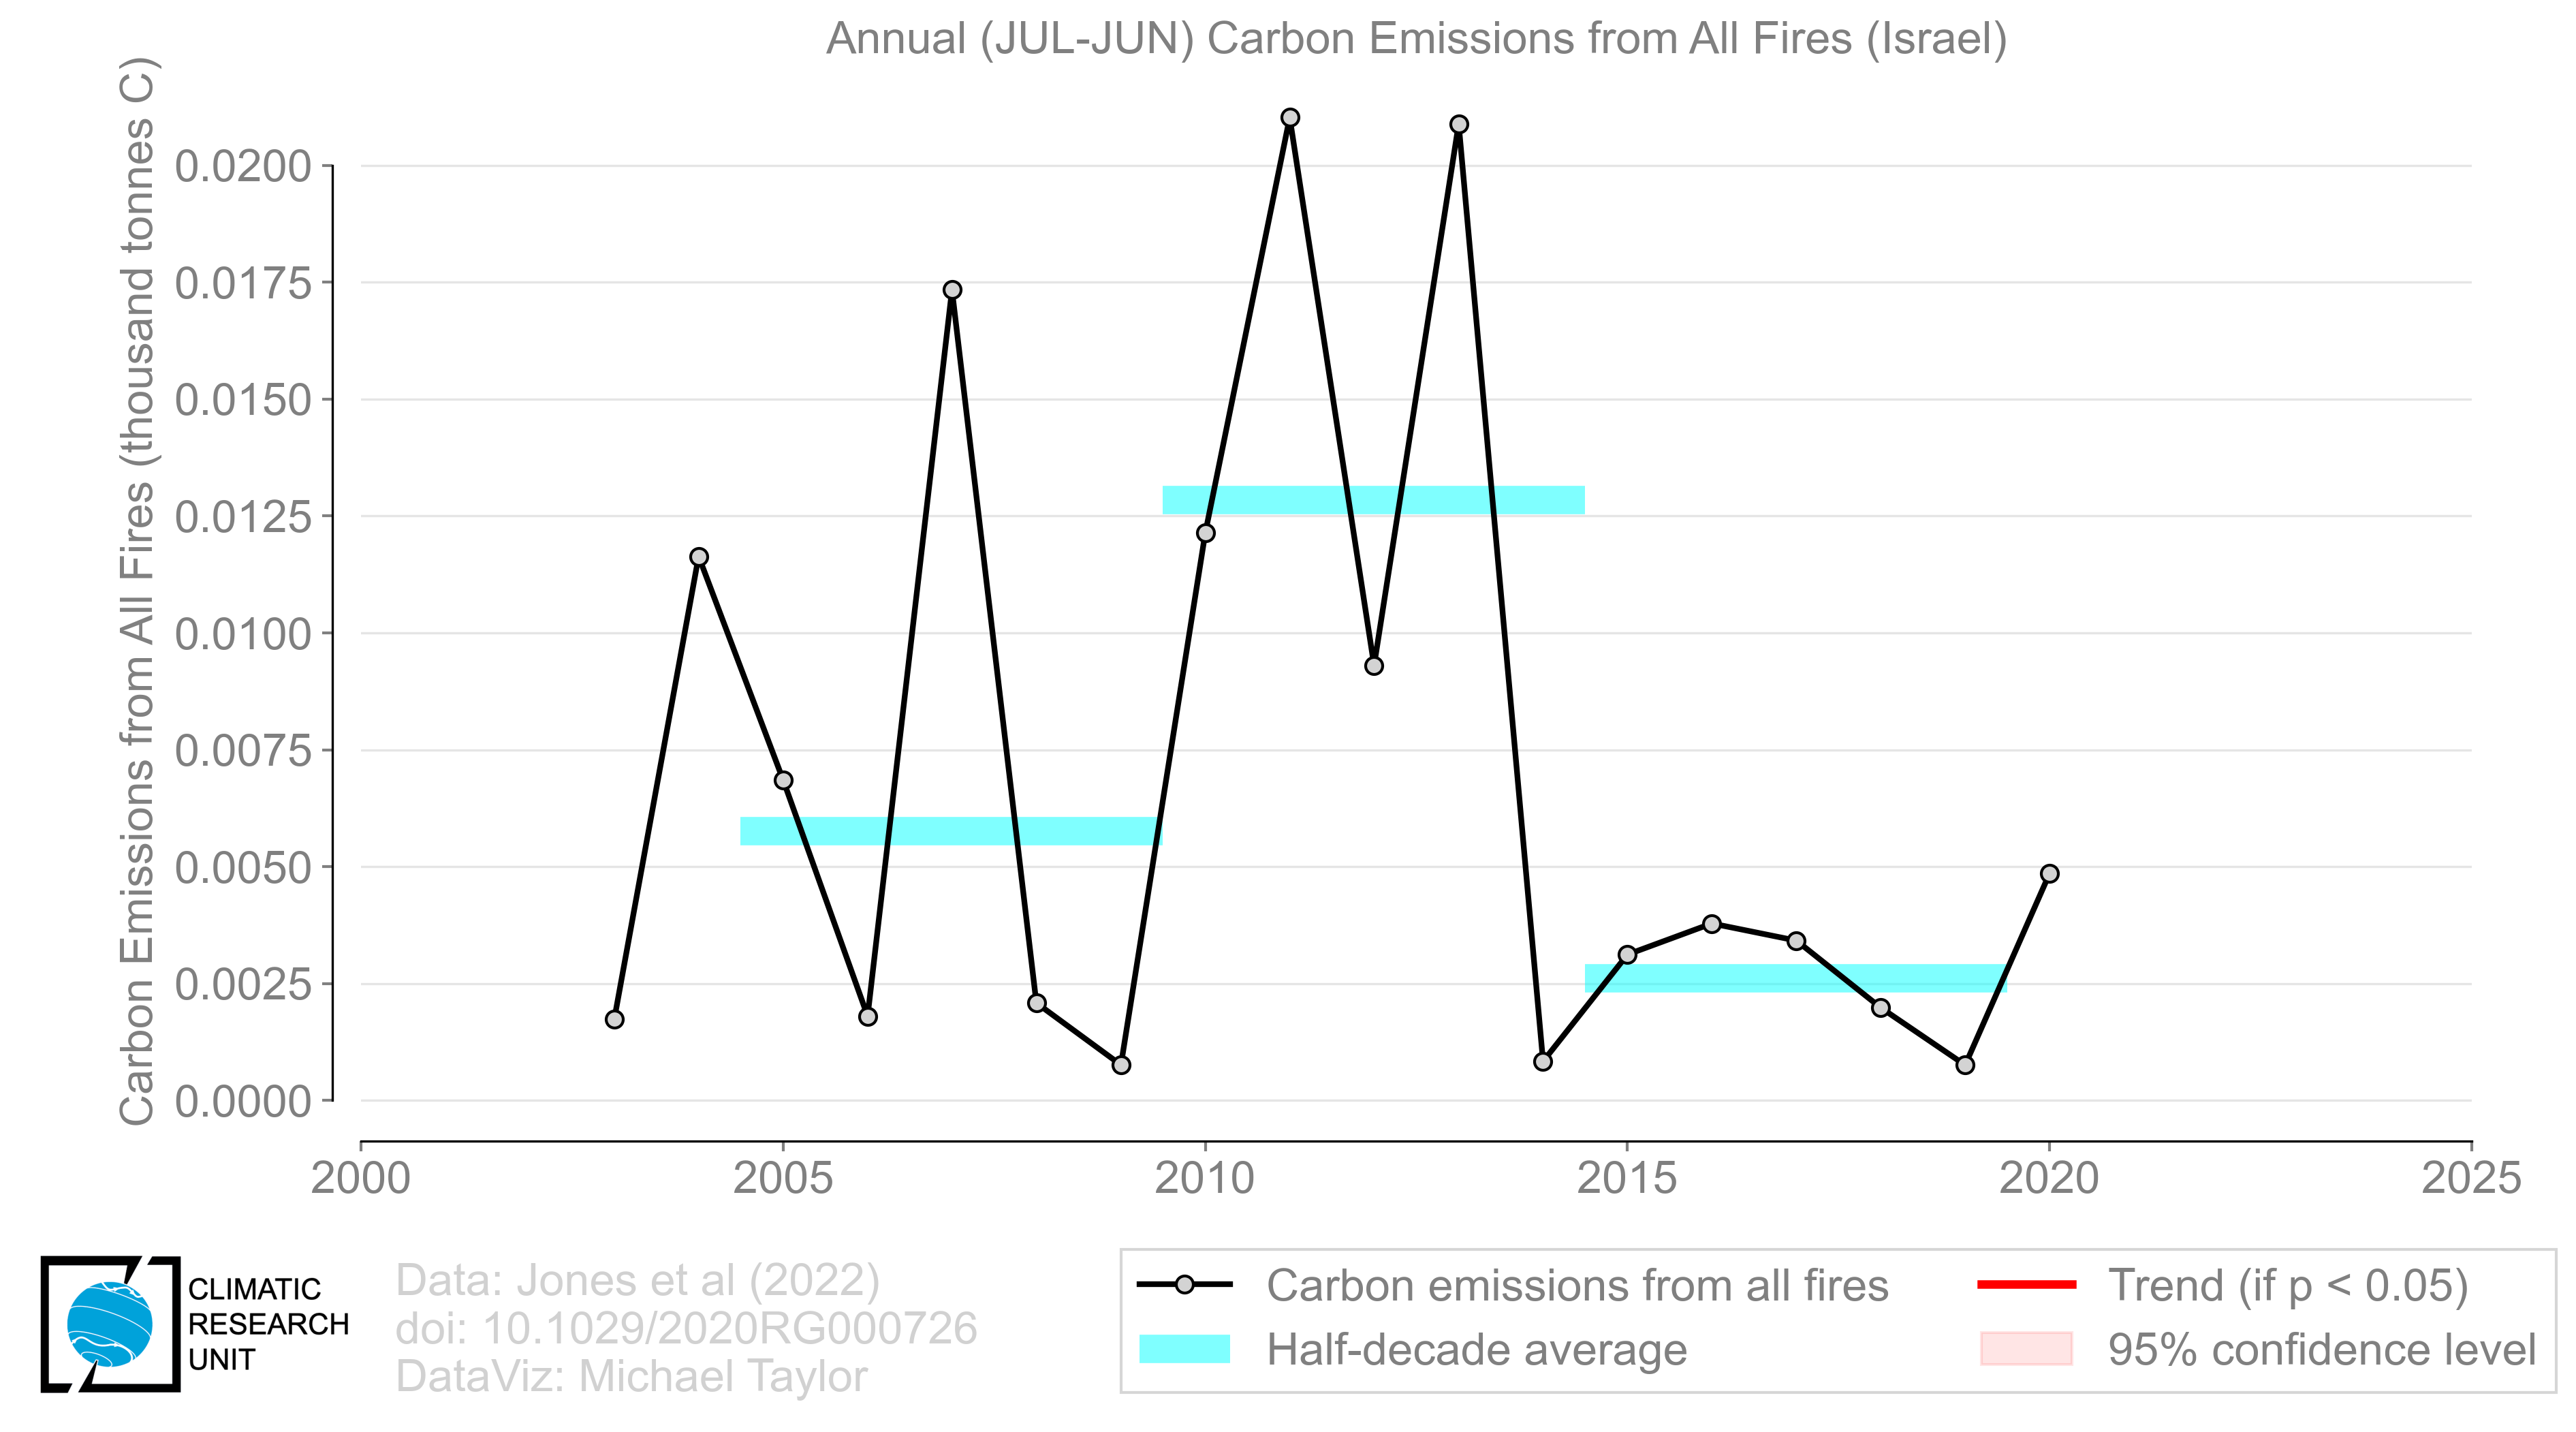 Annual (JUL-JUN) Carbon Emissions from All Fires (Israel)
Carbon Emissions from All Fires (thousand tonnes C)
0.0200
0.0175
0.0150
0.0125
0.0100
0.0075
0.0050
0.0025
0.0000
2000 2005 2010 2015 2020 2025
CLIMATIC
RESEARCH
UNIT
Data: Jones et al (2022)
doi: 10.1029/2020RG000726
DataViz: Michael Taylor
Carbon emissions from all fires
Half-decade average
Trend (if p < 0.05)
95% confidence level